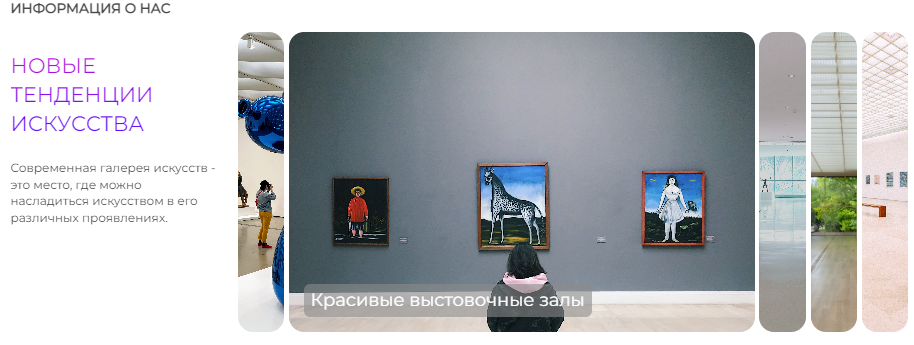 ИНФОРМАЦИЯ О НАС
НОВЫЕ
ТЕНДЕНЦИИ
ИСКУССТВА
Современная галерея искусств -
это место, где можно
насладиться искусством в его
различных проявлениях.
Красивые выстовочные залы